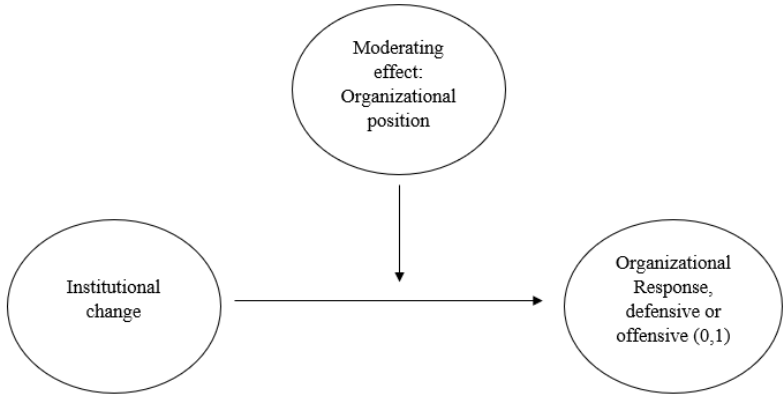 Moderating
effect:
Organizational
position
Institutional
change
Organizational
Response,
defensive or
offensive (0,1)